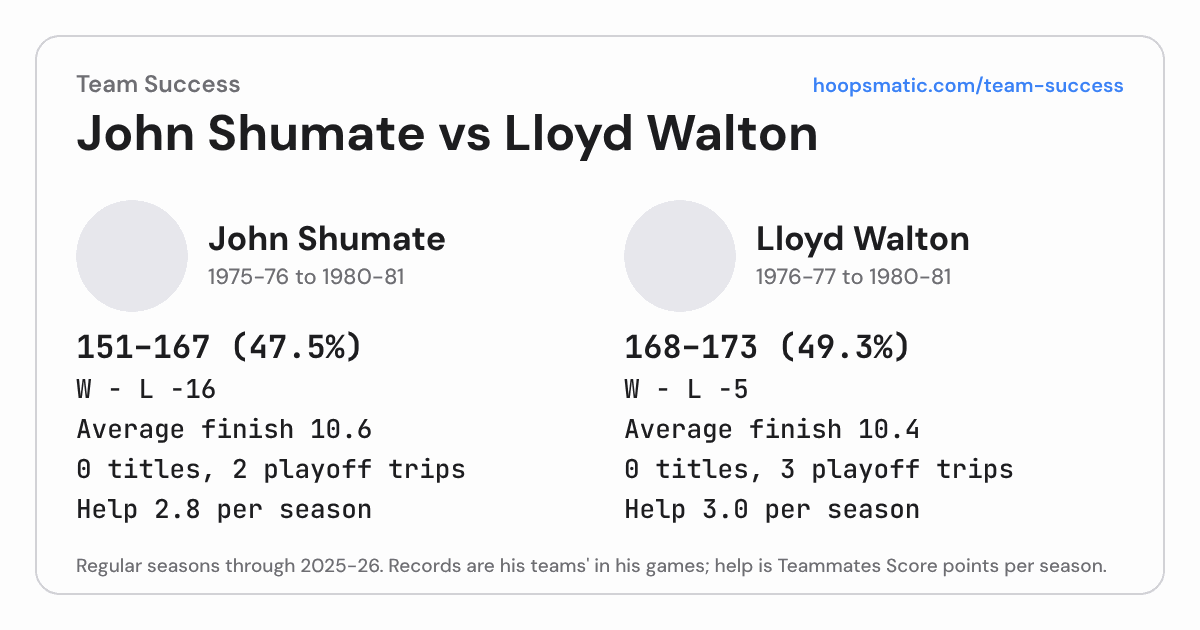 Team Success
hoopsmatic.com/team-success
John Shumate vs Lloyd Walton
John Shumate
1975-76 to 1980-81
151-167 (47.5%)
W - L -16
Average finish 10.6
0 titles, 2 playoff trips
Help 2.8 per season
Lloyd Walton
1976-77 to 1980-81
168-173 (49.3%)
W - L -5
Average finish 10.4
0 titles, 3 playoff trips
Help 3.0 per season
Regular seasons through 2025-26. Records are his teams' in his games; help is Teammates Score points per season.